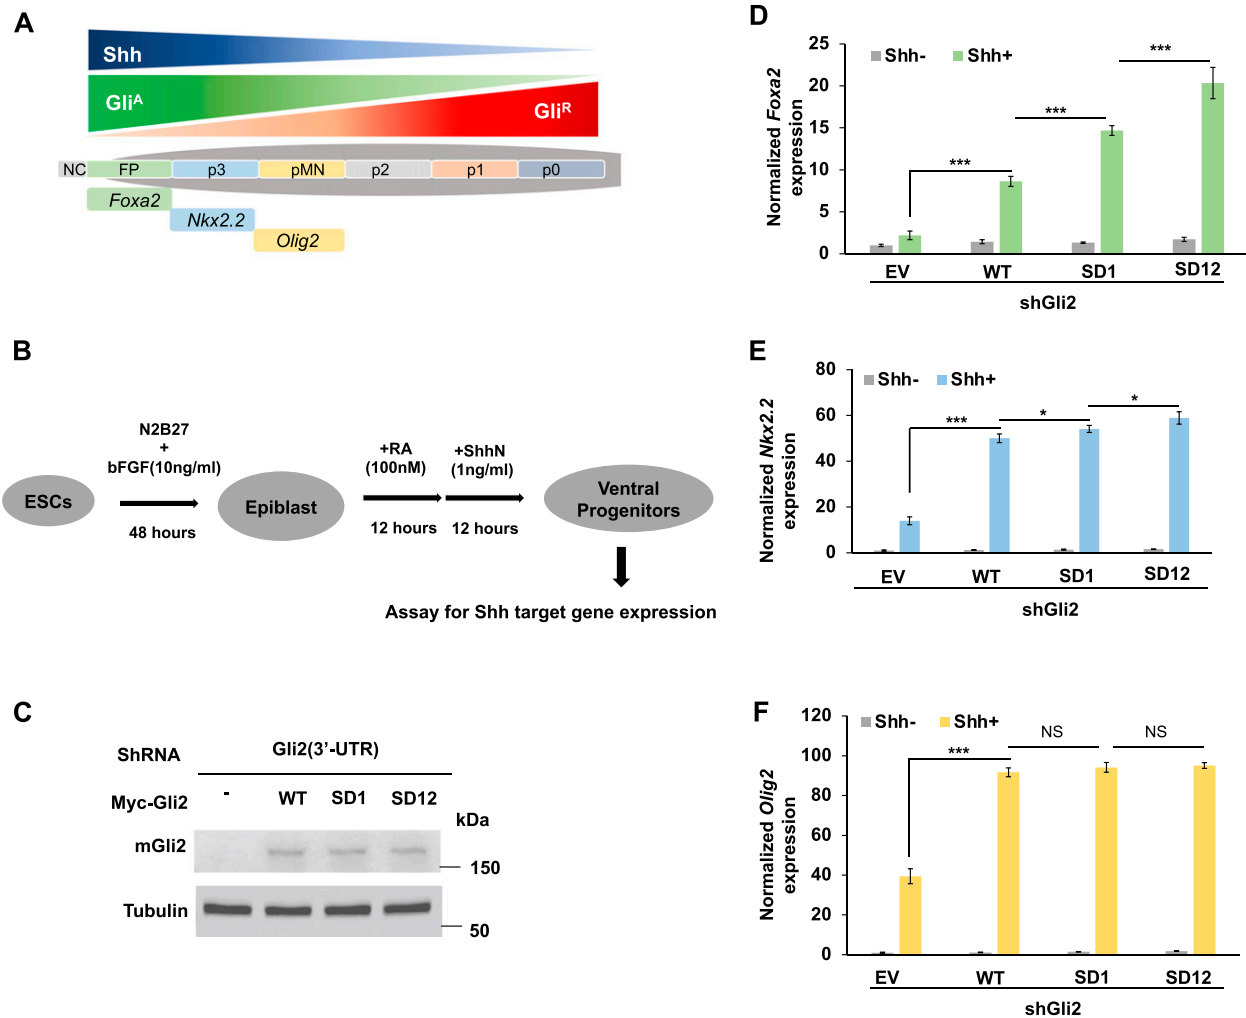 A
Shh
GliA
GliR
NC FP p3 pMN p2 p1 p0
Foxa2
Nkx2.2
Olig2
B
N2B27
+
bFGF(10ng/ml)
+RA
(100nM)
+ShhN
(1ng/ml)
ESCs
Epiblast
Ventral
Progenitors
48 hours
12 hours
12 hours
Assay for Shh target gene expression
C
ShRNA
Gli2(3'-UTR)
Myc-Gli2
- WT SD1 SD12
kDa
mGli2
150
Tubulin
50
D
Normalized Foxa2
expression
25
20
15
10
5
0
Shh- Shh+
***
***
***
EV WT SD1 SD12
shGli2
E
Normalized Nkx2.2
expression
80
60
40
20
0
Shh- Shh+
***
*
*
EV WT SD1 SD12
shGli2
F
Normalized Olig2
expression
120
100
80
60
40
20
0
Shh- Shh+
***
NS
NS
EV WT SD1 SD12
shGli2